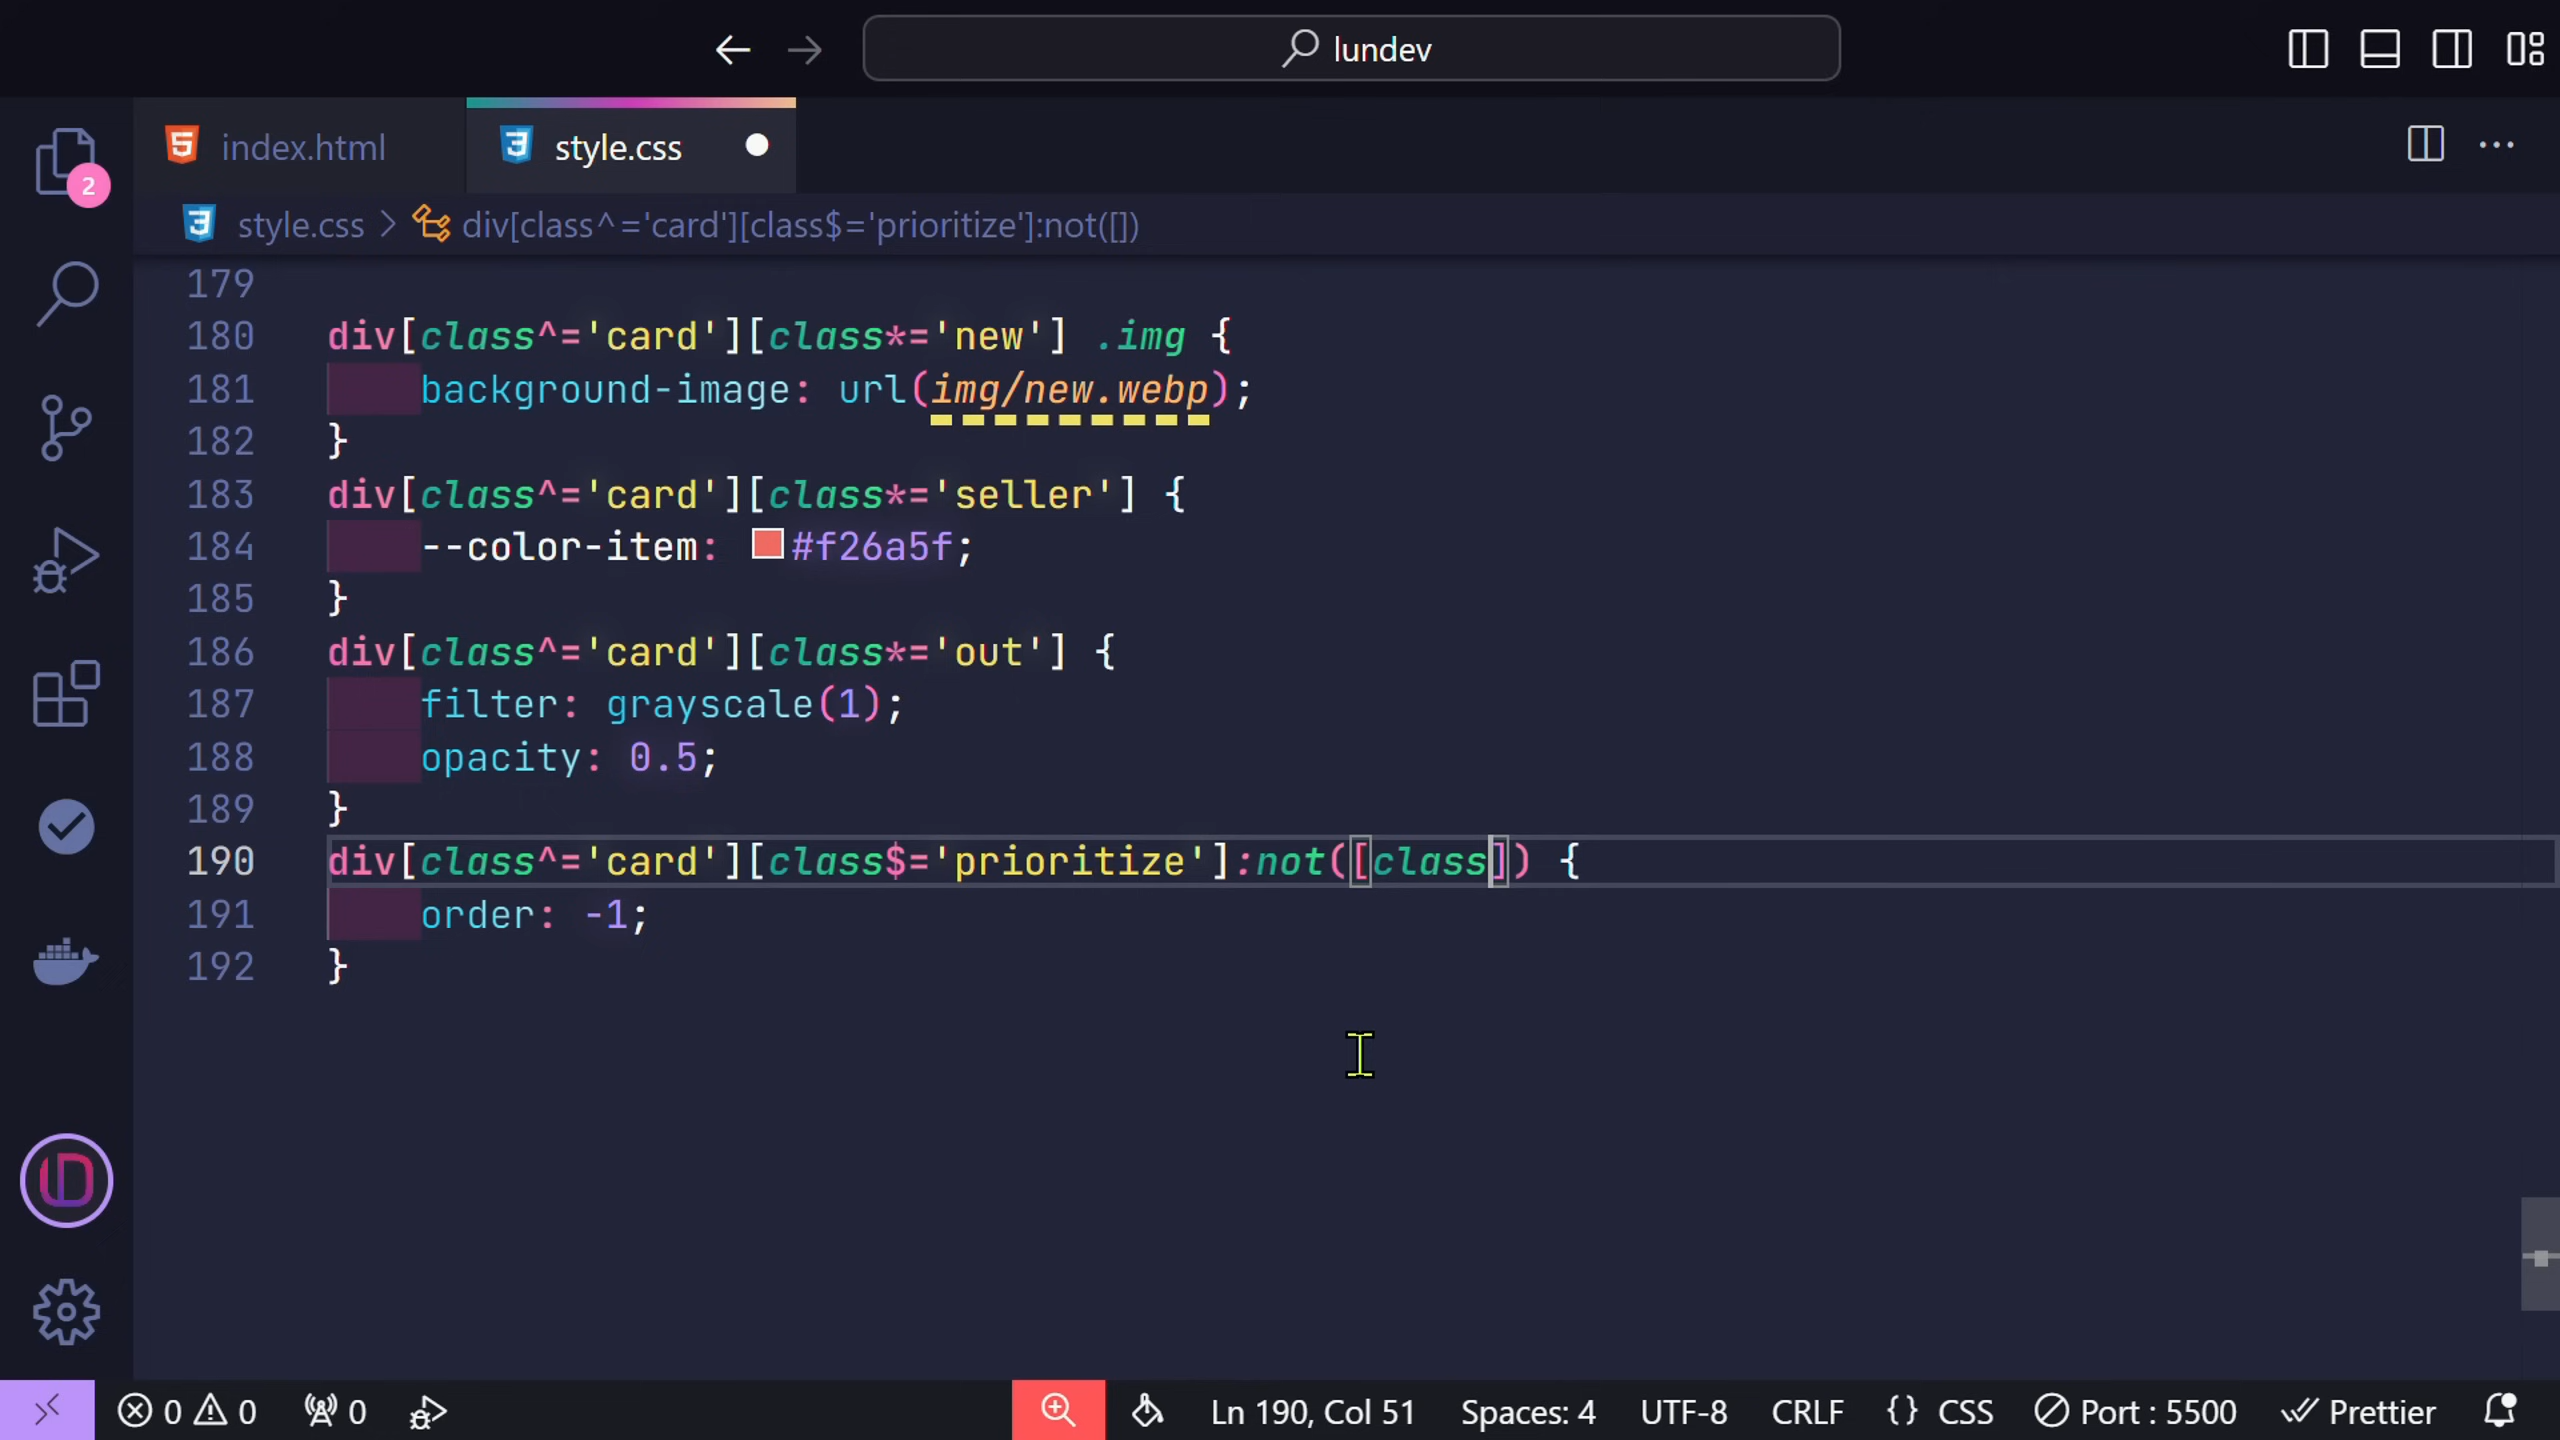 lundev
index.html
style.css
2
style.css > div[class^='card'][class$='prioritize']:not([])
179
180 div[class^='card'][class*='new'] .img {
181 background-image: url(img/new.webp);
182 }
183 div[class^='card'][class*='seller'] {
184 --color-item: #f26a5f;
185 }
186 div[class^='card'][class*='out'] {
187 filter: grayscale(1);
188 opacity: 0.5;
189 }
190 div[class^='card'][class$='prioritize']:not([class]) {
191 order: -1;
192 }
0 0 0 Ln 190, Col 51 Spaces: 4 UTF-8 CRLF {} CSS Port : 5500 Prettier